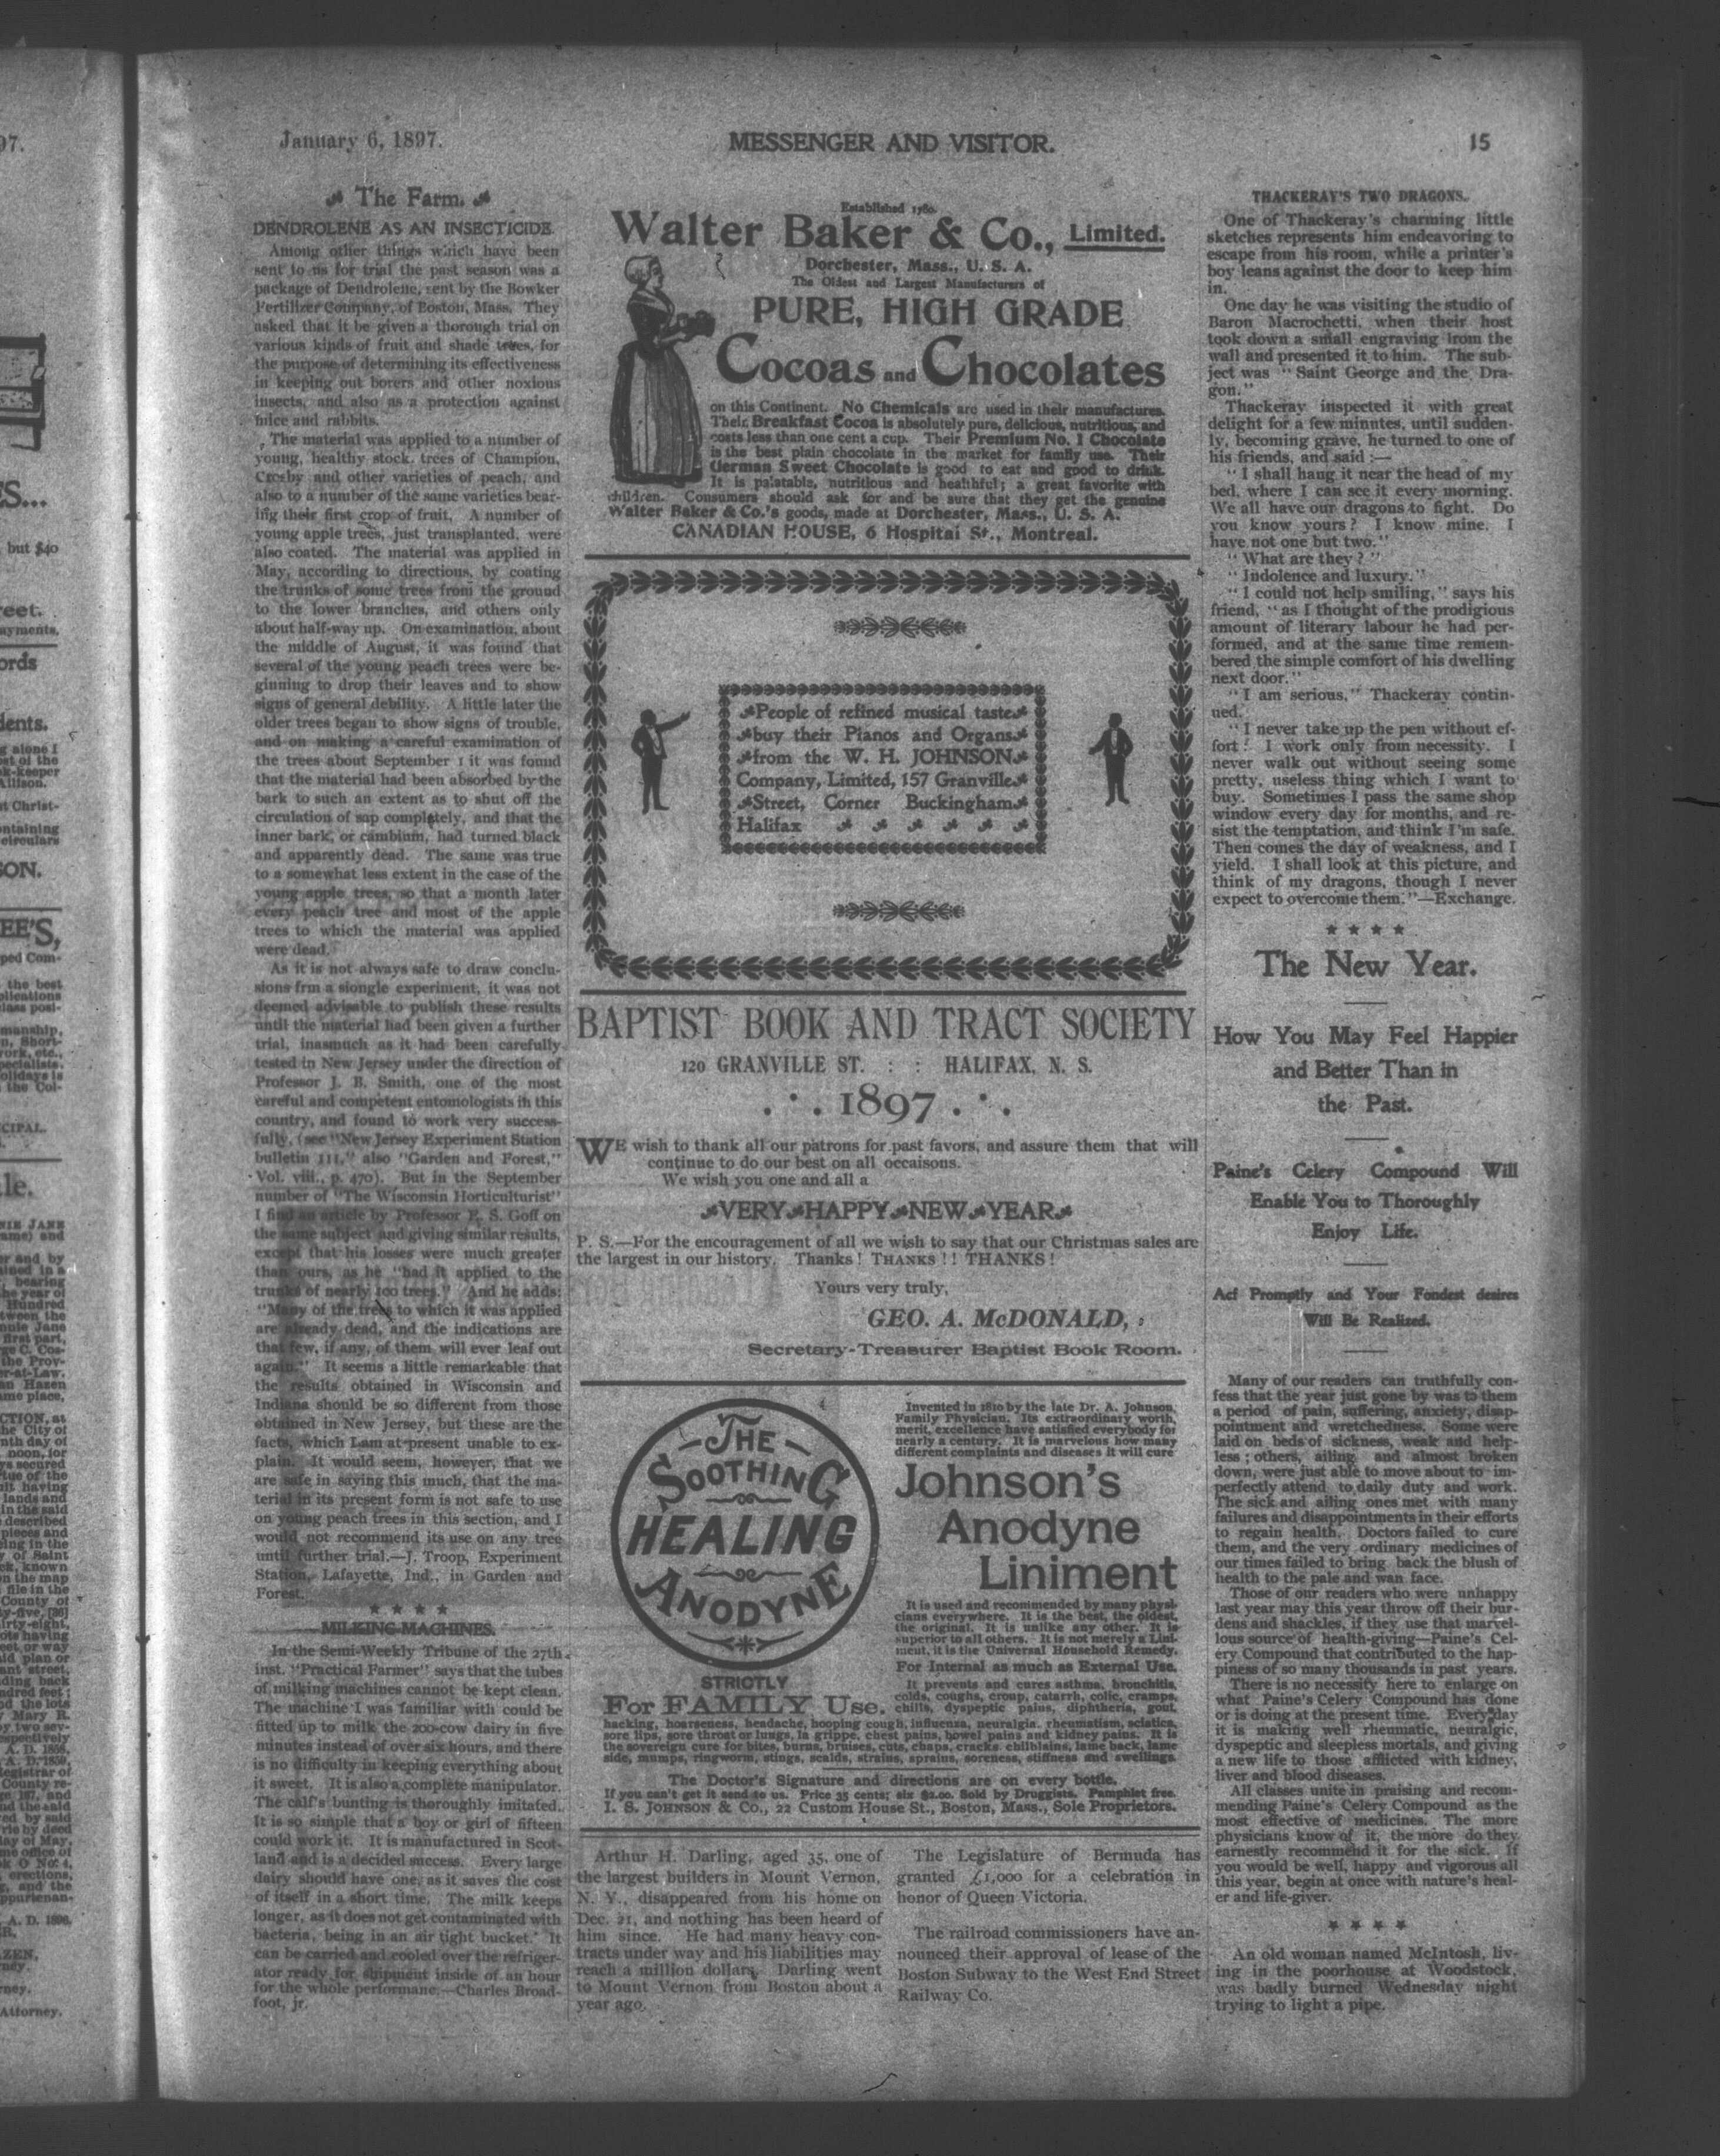 January 6, 1897.
MESSENGER AND VISITOR.
15
The Farm.
DENDROLENE AS AN INSECTICIDE.
Among other things which have been
sent to us for trial the past season was a
package of Dendrolene, sent by the Bowker
Fertilizer Company, of Boston, Mass. They
asked that it be given a thorough trial on
various kinds of fruit and shade trees, for
the purpose of determining its effectiveness
in keeping out borers and other noxious
insects, and also as a protection against
mice and rabbits.
The material was applied to a number of
young, healthy stock. trees of Champion,
Crosby and other varieties of peach, and
also to a number of the same varieties bear-
ing their first crop of fruit. A number of
young apple trees, just transplanted, were
also coated. The material was applied in
May, according to directions, by coating
the trunks of some trees from the ground
to the lower branches, and others only
about half-way up. On examination, about
the middle of August, it was found that
several of the young peach trees were be-
ginning to drop their leaves and to show
signs of general debility. A little later the
older trees began to show signs of trouble,
and on making a careful examination of
the trees about September 1 it was found
that the material had been absorbed by the
bark to such an extent as to shut off the
circulation of sap completely, and that the
inner bark, or cambium, had turned black
and apparently dead. The same was true
to a somewhat less extent in the case of the
young apple trees, so that a month later
every peach tree and most of the apple
trees to which the material was applied
were dead.
As it is not always safe to draw conclu-
sions frm a siongle experiment, it was not
deemed advisable to publish these results
until the material had been given a further
trial, inasmuch as it had been carefully
tested in New Jersey under the direction of
Professor J. B. Smith, one of the most
careful and competent entomologists in this
country, and found to work very success-
fully, (see "New Jersey Experiment Station
bulletin 111," also "Garden and Forest,"
Vol. viii., p. 470). But in the September
number of "The Wisconsin Horticulturist"
I find an article by Professor E. S. Goff on
the same subject and giving similar results,
except that his losses were much greater
than ours, as he "had it applied to the
trunks of nearly 100 trees." And he adds:
"Many of the trees to which it was applied
are already dead, and the indications are
that few, if any, of them will ever leaf out
again." It seems a little remarkable that
the results obtained in Wisconsin and
Indiana should be so different from those
obtained in New Jersey, but these are the
facts, which I am at present unable to ex-
plain. It would seem, however, that we
are safe in saying this much, that the ma-
terial in its present form is not safe to use
on young peach trees in this section, and I
would not recommend its use on any tree
until further trial.—J. Troop, Experiment
Station, Lafayette, Ind., in Garden and
Forest.
MILKING MACHINES.
In the Semi-Weekly Tribune of the 27th
inst. "Practical Farmer" says that the tubes
of milking machines cannot be kept clean.
The machine I was familiar with could be
fitted up to milk the 200-cow dairy in five
minutes instead of over six hours, and there
is no difficulty in keeping everything about
it sweet. It is also a complete manipulator.
The calf's bunting is thoroughly imitated.
It is so simple that a boy or girl of fifteen
could work it. It is manufactured in Scot-
land and is a decided success. Every large
dairy should have one, as it saves the cost
of itself in a short time. The milk keeps
longer, as it does not get contaminated with
bacteria, being in an air tight bucket. It
can be carried and cooled over the refriger-
ator ready for shipment inside of an hour
for the whole performane.—Charles Broad-
foot, jr.
Established 1780.
Walter Baker & Co., Limited.
Dorchester, Mass., U. S. A.
The Oldest and Largest Manufacturers of
PURE, HIGH GRADE
Cocoas and Chocolates
on this Continent. No Chemicals are used in their manufactures.
Their Breakfast Cocoa is absolutely pure, delicious, nutritious, and
costs less than one cent a cup. Their Premium No. 1 Chocolate
is the best plain chocolate in the market for family use. Their
German Sweet Chocolate is good to eat and good to drink.
It is palatable, nutritious and healthful; a great favorite with
children. Consumers should ask for and be sure that they get the genuine
Walter Baker & Co.'s goods, made at Dorchester, Mass., U. S. A.
CANADIAN HOUSE, 6 Hospital St., Montreal.
People of refined musical taste
buy their Pianos and Organs
from the W. H. JOHNSON
Company, Limited, 157 Granville
Street, Corner Buckingham
Halifax
BAPTIST BOOK AND TRACT SOCIETY
120 GRANVILLE ST. : : HALIFAX, N. S.
1897
WE wish to thank all our patrons for past favors, and assure them that will
continue to do our best on all occaisons.
We wish you one and all a
VERY HAPPY NEW YEAR
P. S.—For the encouragement of all we wish to say that our Christmas sales are
the largest in our history. Thanks! THANKS!! THANKS!
Yours very truly,
GEO. A. McDONALD,
Secretary-Treasurer Baptist Book Room.
THE
SOOTHING
HEALING
ANODYNE
STRICTLY
For FAMILY Use.
Invented in 1810 by the late Dr. A. Johnson,
Family Physician. Its extraordinary worth,
merit, excellence have satisfied everybody for
nearly a century. It is marvelous how many
different complaints and diseases it will cure
Johnson's
Anodyne
Liniment
It is used and recommended by many physi-
cians everywhere. It is the best, the oldest,
the original. It is unlike any other. It is
superior to all others. It is not merely a Lini-
ment, it is the Universal Household Remedy.
For Internal as much as External Use.
It prevents and cures asthma, bronchitis,
colds, coughs, croup, catarrh, colic, cramps,
chills, dyspeptic pains, diphtheria, gout,
hacking, hoarseness, headache, hooping cough, influenza, neuralgia, rheumatism, sciatica,
sore lips, sore throat or lungs, la grippe, chest pains, bowel pains and kidney pains. It is
the sovereign cure for bites, burns, bruises, cuts, chaps, cracks, chilblains, lame back, lame
side, mumps, ringworm, stings, scalds, strains, sprains, soreness, stiffness and swellings.
The Doctor's Signature and directions are on every bottle.
If you can't get it send to us. Price 35 cents; six $2.00. Sold by Druggists. Pamphlet free.
I. S. JOHNSON & Co., 22 Custom House St., Boston, Mass., Sole Proprietors.
Arthur H. Darling, aged 35, one of
the largest builders in Mount Vernon,
N. Y., disappeared from his home on
Dec. 21, and nothing has been heard of
him since. He had many heavy con-
tracts under way and his liabilities may
reach a million dollars. Darling went
to Mount Vernon from Boston about a
year ago.
The Legislature of Bermuda has
granted £1,000 for a celebration in
honor of Queen Victoria.
The railroad commissioners have an-
nounced their approval of lease of the
Boston Subway to the West End Street
Railway Co.
THACKERAY'S TWO DRAGONS.
One of Thackeray's charming little
sketches represents him endeavoring to
escape from his room, while a printer's
boy leans against the door to keep him
in.
One day he was visiting the studio of
Baron Macrochetti, when their host
took down a small engraving from the
wall and presented it to him. The sub-
ject was "Saint George and the Dra-
gon."
Thackeray inspected it with great
delight for a few minutes, until sudden-
ly, becoming grave, he turned to one of
his friends, and said:—
"I shall hang it near the head of my
bed, where I can see it every morning.
We all have our dragons to fight. Do
you know yours? I know mine. I
have not one but two."
"What are they?"
"Indolence and luxury."
"I could not help smiling," says his
friend, "as I thought of the prodigious
amount of literary labour he had per-
formed, and at the same time remem-
bered the simple comfort of his dwelling
next door."
"I am serious," Thackeray contin-
ued.
"I never take up the pen without ef-
fort! I work only from necessity. I
never walk out without seeing some
pretty, useless thing which I want to
buy. Sometimes I pass the same shop
window every day for months, and re-
sist the temptation, and think I'm safe.
Then comes the day of weakness, and I
yield. I shall look at this picture, and
think of my dragons, though I never
expect to overcome them."—Exchange.
The New Year.
How You May Feel Happier
and Better Than in
the Past.
Paine's Celery Compound Will
Enable You to Thoroughly
Enjoy Life.
Act Promptly and Your Fondest desires
Will Be Realized.
Many of our readers can truthfully con-
fess that the year just gone by was to them
a period of pain, suffering, anxiety, disap-
pointment and wretchedness. Some were
laid on beds of sickness, weak and help-
less; others, ailing and almost broken
down, were just able to move about to im-
perfectly attend to daily duty and work.
The sick and ailing ones met with many
failures and disappointments in their efforts
to regain health. Doctors failed to cure
them, and the very ordinary medicines of
our times failed to bring back the blush of
health to the pale and wan face.
Those of our readers who were unhappy
last year may this year throw off their bur-
dens and shackles, if they use that marvel-
lous source of health-giving—Paine's Cel-
ery Compound that contributed to the hap-
piness of so many thousands in past years.
There is no necessity here to enlarge on
what Paine's Celery Compound has done
or is doing at the present time. Every day
it is making well rheumatic, neuralgic,
dyspeptic and sleepless mortals, and giving
a new life to those afflicted with kidney,
liver and blood diseases.
All classes unite in praising and recom-
mending Paine's Celery Compound as the
most effective of medicines. The more
physicians know of it, the more do they
earnestly recommend it for the sick. If
you would be well, happy and vigorous all
this year, begin at once with nature's heal-
er and life-giver.
An old woman named McIntosh, liv-
ing in the poorhouse at Woodstock,
was badly burned Wednesday night
trying to light a pipe.